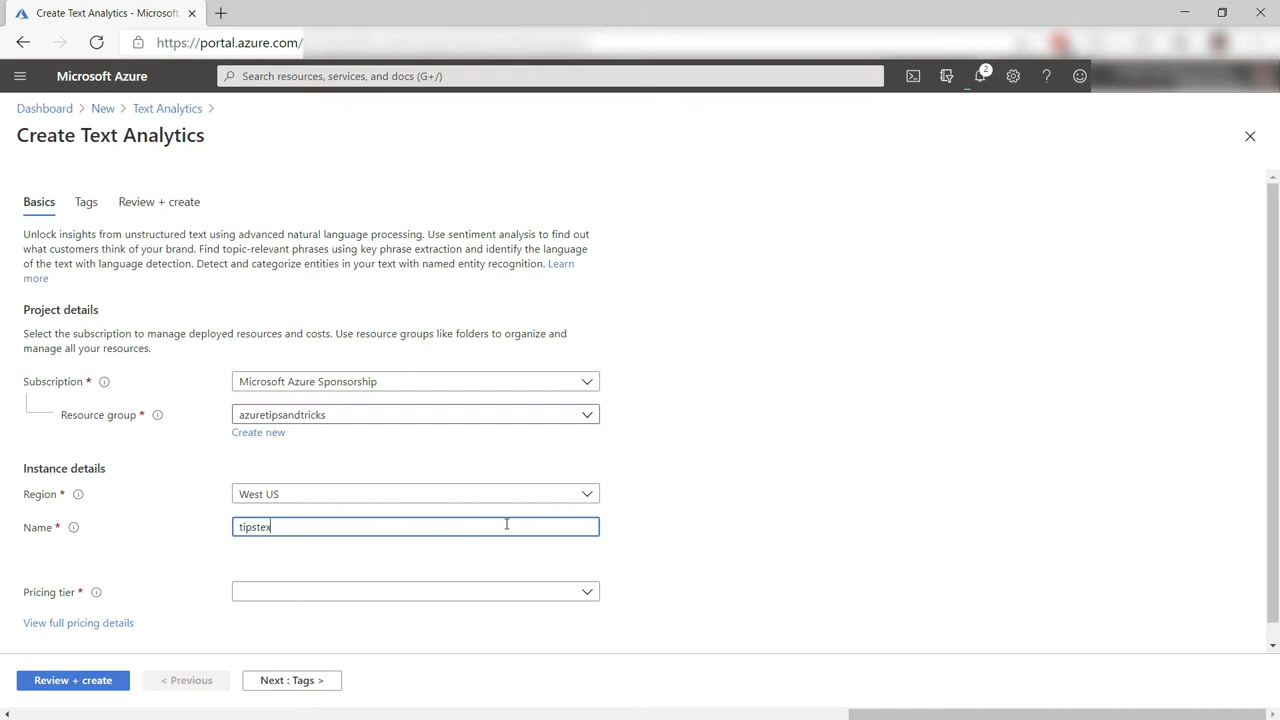 Create Text Analytics - Microsoft
https://portal.azure.com/
Microsoft Azure
Search resources, services, and docs (G+/)
2
Dashboard > New > Text Analytics >
Create Text Analytics
Basics Tags Review + create
Unlock insights from unstructured text using advanced natural language processing. Use sentiment analysis to find out
what customers think of your brand. Find topic-relevant phrases using key phrase extraction and identify the language
of the text with language detection. Detect and categorize entities in your text with named entity recognition. Learn
more
Project details
Select the subscription to manage deployed resources and costs. Use resource groups like folders to organize and
manage all your resources.
Subscription * Microsoft Azure Sponsorship
Resource group * azuretipsandtricks
Create new
Instance details
Region * West US
Name * tipstex
Pricing tier *
View full pricing details
Review + create < Previous Next : Tags >